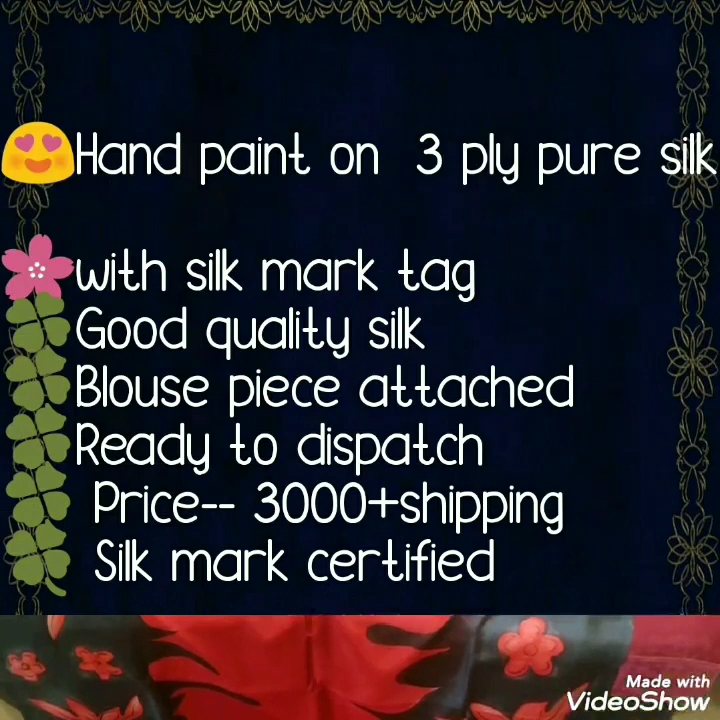 😍Hand paint on 3 ply pure silk
🌸with silk mark tag
🍀Good quality silk
🍀Blouse piece attached
🍀Ready to dispatch
🍀 Price-- 3000+shipping
🍀 Silk mark certified
Made with
VideoShow